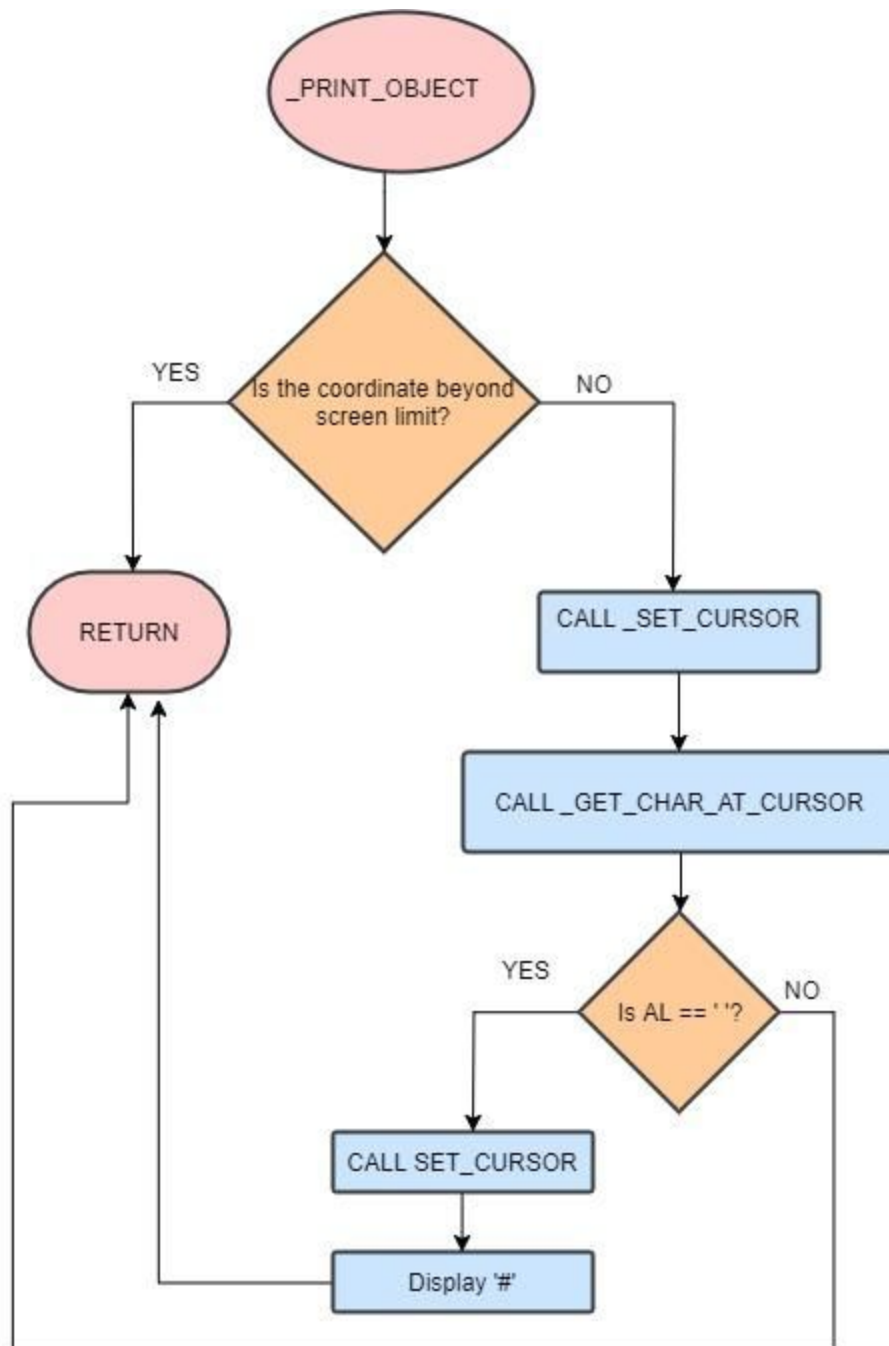 _PRINT_OBJECT
Is the coordinate beyond
screen limit?
YES
NO
RETURN
CALL _SET_CURSOR
CALL _GET_CHAR_AT_CURSOR
Is AL == ' '?
YES
NO
CALL SET_CURSOR
Display '#'